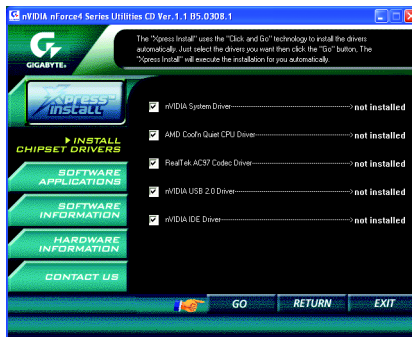 nVIDIA nForce4 Series Utilities CD Ver.1.1 B5.0308.1
GIGABYTE
The "Xpress Install" uses the "Click and Go" technology to install the drivers
automatically. Just select the drivers you want then click the "Go" button. The
"Xpress Install" will execute the installation for you automatically.
Xpress
INSTALL
INSTALL
CHIPSET DRIVERS
SOFTWARE
APPLICATIONS
SOFTWARE
INFORMATION
HARDWARE
INFORMATION
CONTACT US
nVIDIA System Driver not installed
AMD Cool'n Quiet CPU Driver not installed
RealTek AC97 Codec Driver not installed
nVIDIA USB 2.0 Driver not installed
nVIDIA IDE Driver not installed
GO RETURN EXIT